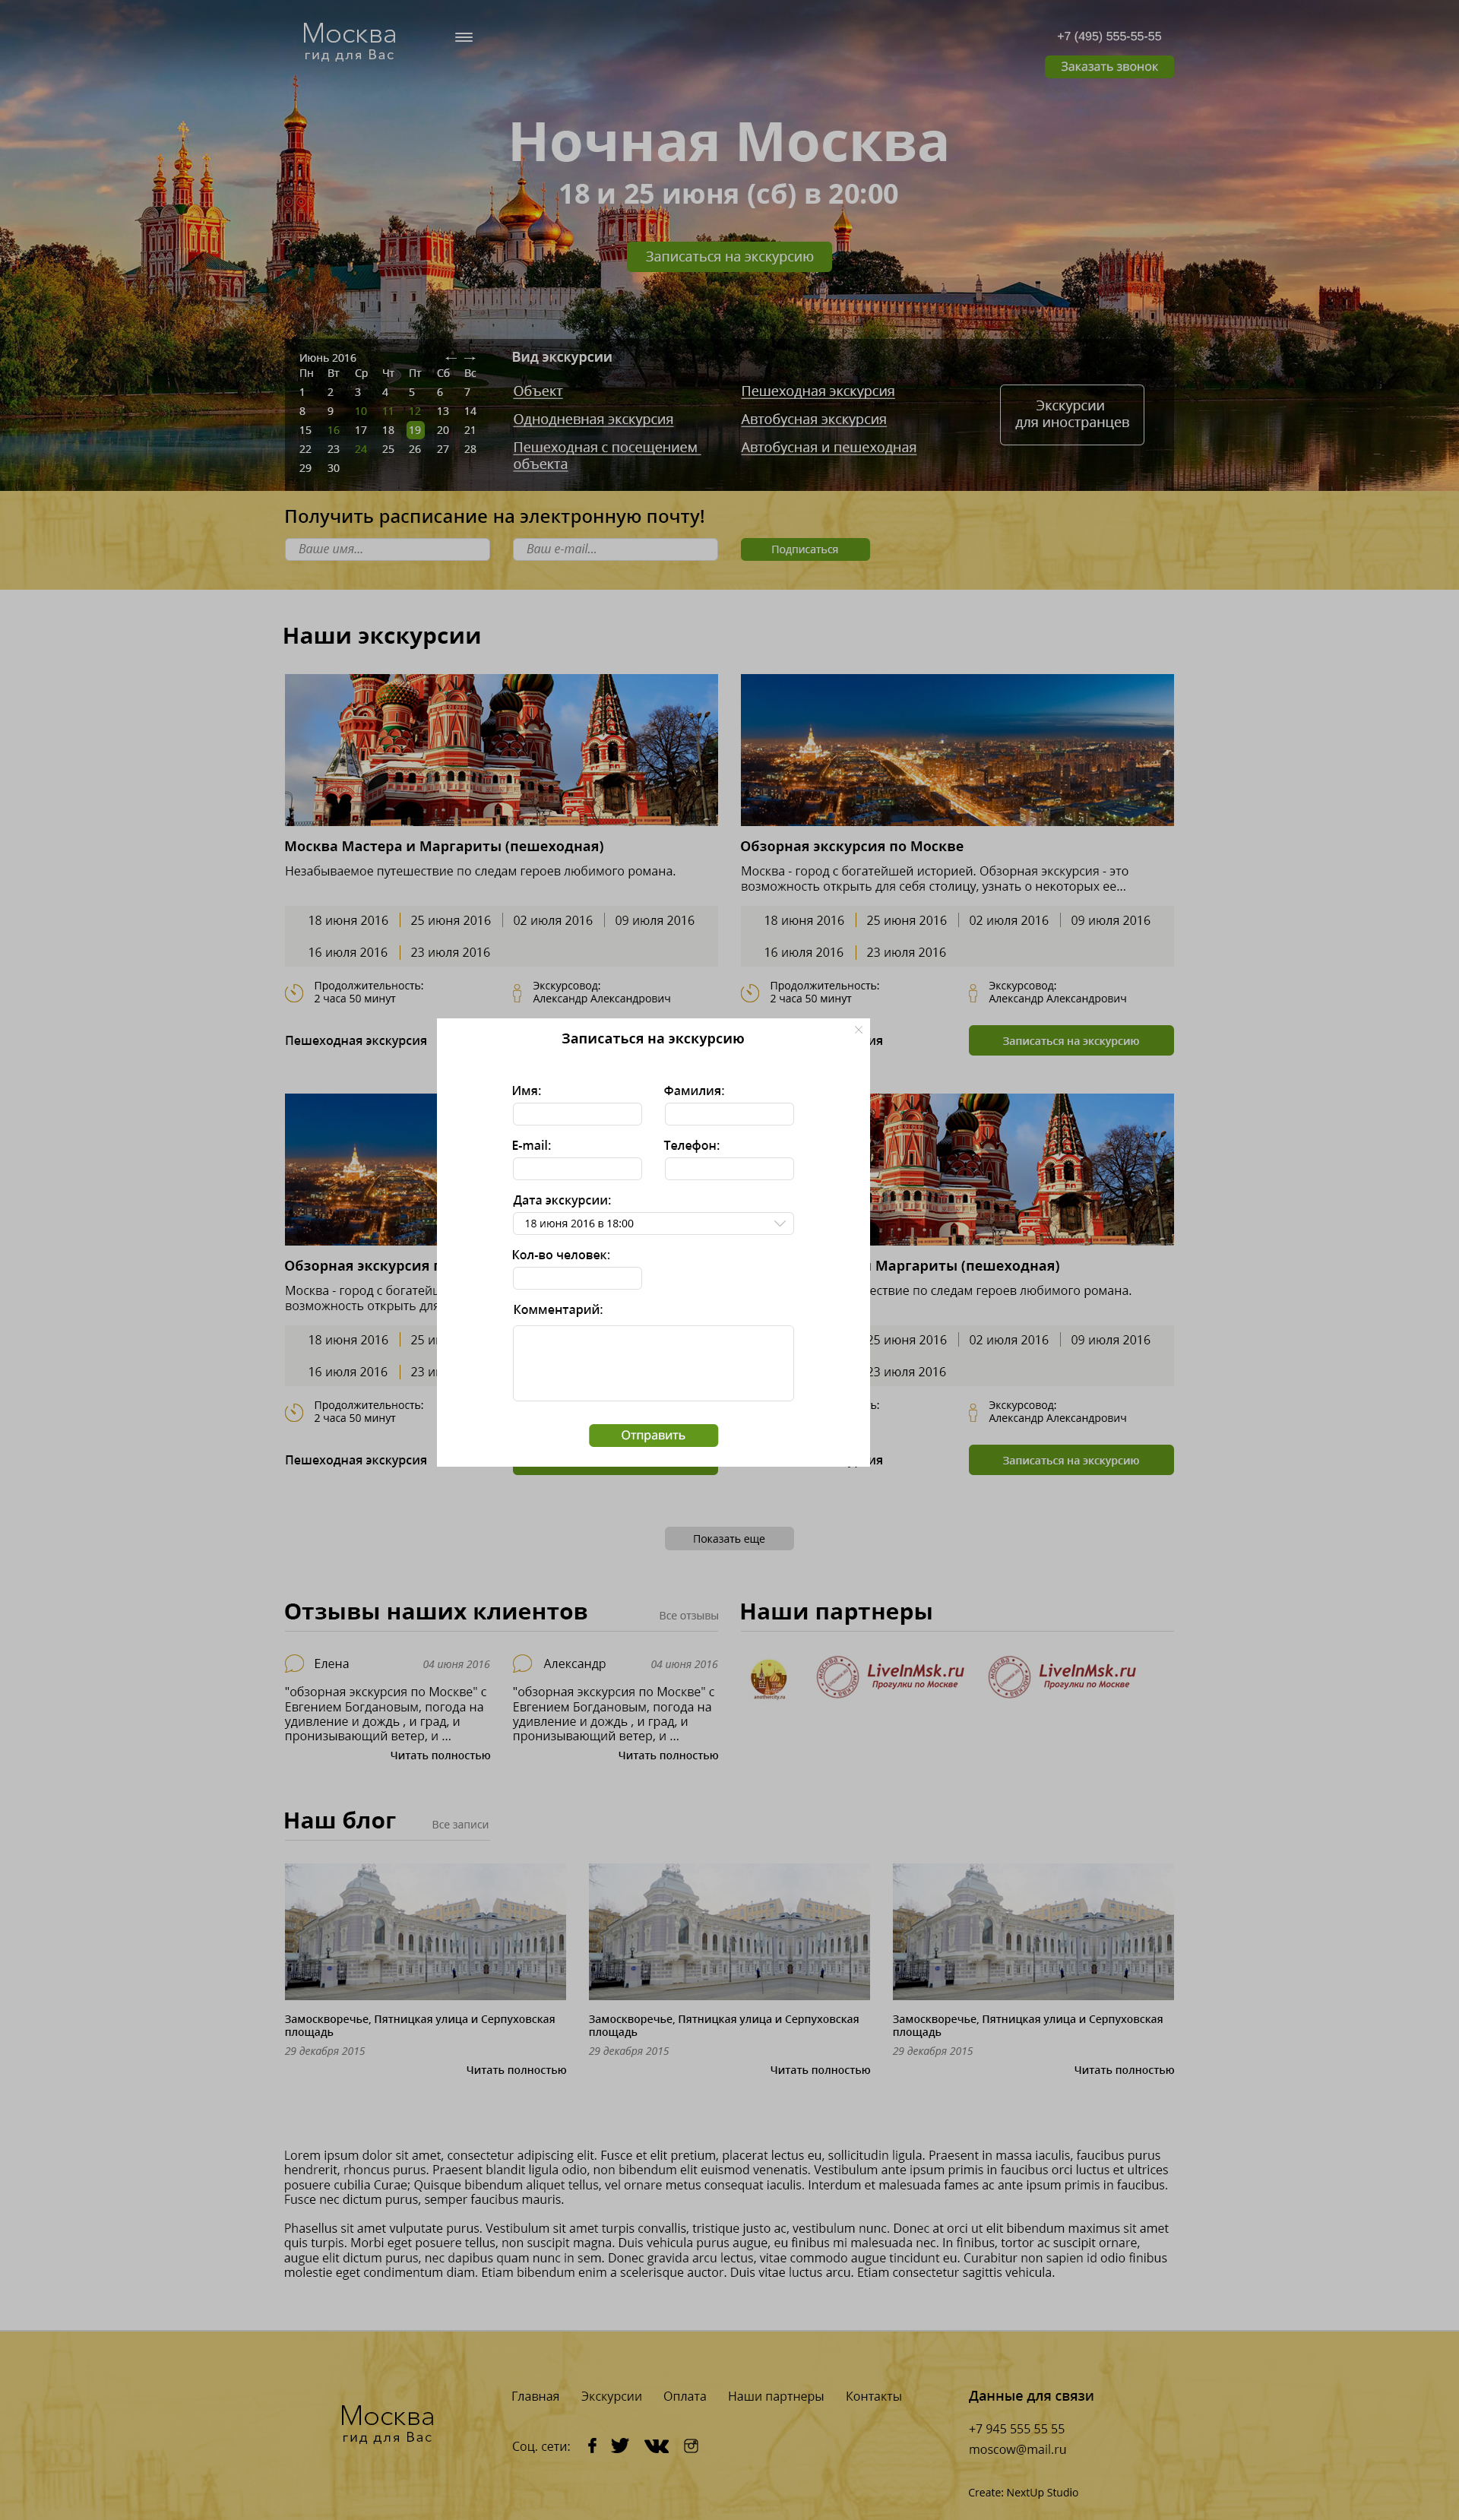 Москва
гид для Вас
+7 (495) 555-55-55
Заказать звонок
Ночная Москва
18 и 25 июня (сб) в 20:00
Записаться на экскурсию
Июнь 2016 ← →
Пн Вт Ср Чт Пт Сб Вс
1 2 3 4 5 6 7
8 9 10 11 12 13 14
15 16 17 18 19 20 21
22 23 24 25 26 27 28
29 30
Вид экскурсии
Объект
Однодневная экскурсия
Пешеходная с посещением
объекта
Пешеходная экскурсия
Автобусная экскурсия
Автобусная и пешеходная
Экскурсии
для иностранцев
Получить расписание на электронную почту!
Ваше имя...
Ваш e-mail...
Подписаться
Наши экскурсии
Москва Мастера и Маргариты (пешеходная)
Незабываемое путешествие по следам героев любимого романа.
18 июня 2016 25 июня 2016 02 июля 2016 09 июля 2016
16 июля 2016 23 июля 2016
Продолжительность:
2 часа 50 минут
Экскурсовод:
Александр Александрович
Пешеходная экскурсия
Обзорная экскурсия по Москве
Москва - город с богатейшей историей. Обзорная экскурсия - это
возможность открыть для себя столицу, узнать о некоторых ее...
18 июня 2016 25 июня 2016 02 июля 2016 09 июля 2016
16 июля 2016 23 июля 2016
Продолжительность:
2 часа 50 минут
Экскурсовод:
Александр Александрович
ия
Записаться на экскурсию
Записаться на экскурсию
Имя:
Фамилия:
E-mail:
Телефон:
Дата экскурсии:
18 июня 2016 в 18:00
Кол-во человек:
Комментарий:
Отправить
Обзорная экскурсия
Москва - город с богатей
возможность открыть для
18 июня 2016 25 и
16 июля 2016 23 и
Продолжительность:
2 часа 50 минут
Пешеходная экскурсия
Маргариты (пешеходная)
ествие по следам героев любимого романа.
25 июня 2016 02 июля 2016 09 июля 2016
23 июля 2016
ь:
Экскурсовод:
Александр Александрович
ия
Записаться на экскурсию
Показать еще
Отзывы наших клиентов
Все отзывы
Елена
04 июня 2016
"обзорная экскурсия по Москве" с
Евгением Богдановым, погода на
удивление и дождь , и град, и
пронизывающий ветер, и ...
Читать полностью
Александр
04 июня 2016
"обзорная экскурсия по Москве" с
Евгением Богдановым, погода на
удивление и дождь , и град, и
пронизывающий ветер, и ...
Читать полностью
Наши партнеры
anothercity.ru
МОСКВА
LiveInMsk.ru
Прогулки по Москве
МОСКВА
LiveInMsk.ru
Прогулки по Москве
Наш блог
Все записи
Замоскворечье, Пятницкая улица и Серпуховская
площадь
29 декабря 2015
Читать полностью
Замоскворечье, Пятницкая улица и Серпуховская
площадь
29 декабря 2015
Читать полностью
Замоскворечье, Пятницкая улица и Серпуховская
площадь
29 декабря 2015
Читать полностью
Lorem ipsum dolor sit amet, consectetur adipiscing elit. Fusce et elit pretium, placerat lectus eu, sollicitudin ligula. Praesent in massa iaculis, faucibus purus
hendrerit, rhoncus purus. Praesent blandit ligula odio, non bibendum elit euismod venenatis. Vestibulum ante ipsum primis in faucibus orci luctus et ultrices
posuere cubilia Curae; Quisque bibendum aliquet tellus, vel ornare metus consequat iaculis. Interdum et malesuada fames ac ante ipsum primis in faucibus.
Fusce nec dictum purus, semper faucibus mauris.
Phasellus sit amet vulputate purus. Vestibulum sit amet turpis convallis, tristique justo ac, vestibulum nunc. Donec at orci ut elit bibendum maximus sit amet
quis turpis. Morbi eget posuere tellus, non suscipit magna. Duis vehicula purus augue, eu finibus mi malesuada nec. In finibus, tortor ac suscipit ornare,
augue elit dictum purus, nec dapibus quam nunc in sem. Donec gravida arcu lectus, vitae commodo augue tincidunt eu. Curabitur non sapien id odio finibus
molestie eget condimentum diam. Etiam bibendum enim a scelerisque auctor. Duis vitae luctus arcu. Etiam consectetur sagittis vehicula.
Москва
гид для Вас
Главная Экскурсии Оплата Наши партнеры Контакты
Соц. сети:
Данные для связи
+7 945 555 55 55
moscow@mail.ru
Create: NextUp Studio